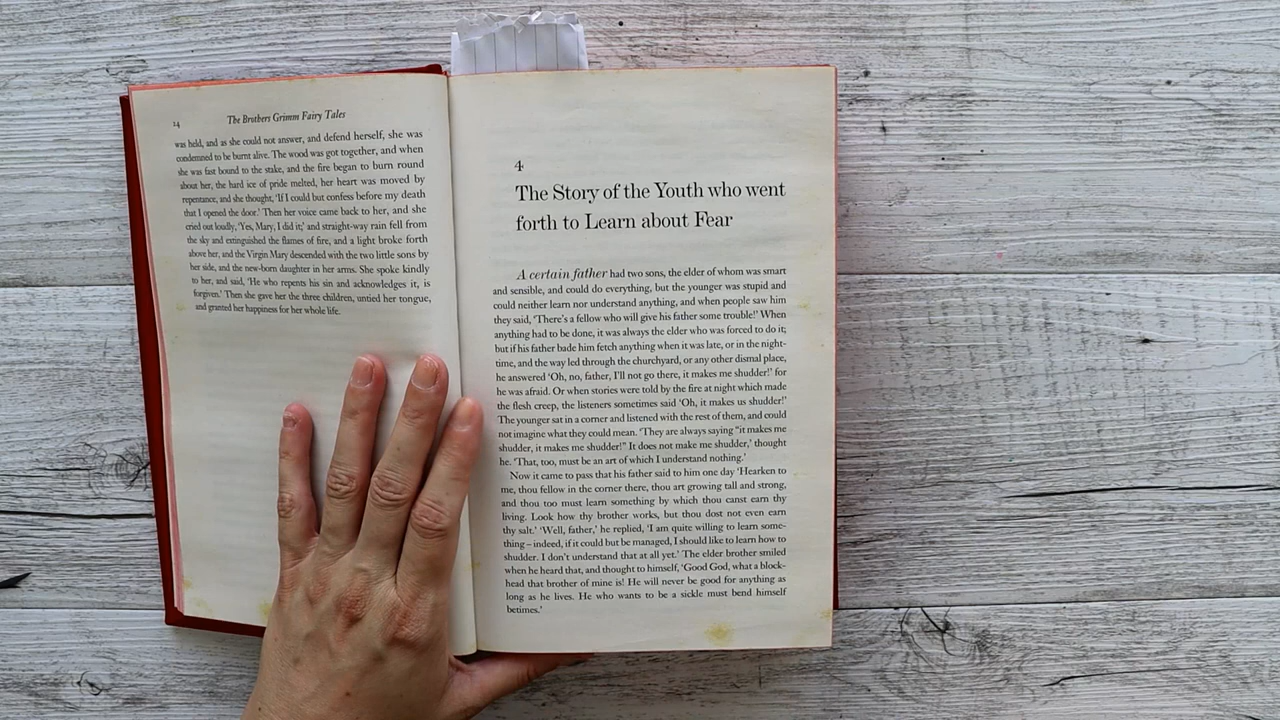 24
The Brothers Grimm Fairy Tales
was held, and as she could not answer, and defend herself, she was
condemned to be burnt alive. The wood was got together, and when
she was fast bound to the stake, and the fire began to burn round
about her, the hard ice of pride melted, her heart was moved by
repentance, and she thought, ‘If I could but confess before my death
that I opened the door.’ Then her voice came back to her, and she
cried out loudly, ‘Yes, Mary, I did it;’ and straight-way rain fell from
the sky and extinguished the flames of fire, and a light broke forth
above her, and the Virgin Mary descended with the two little sons by
her side, and the new-born daughter in her arms. She spoke kindly
to her, and said, ‘He who repents his sin and acknowledges it, is
forgiven.’ Then she gave her the three children, untied her tongue,
and granted her happiness for her whole life.
4
The Story of the Youth who went
forth to Learn about Fear
A certain father had two sons, the elder of whom was smart
and sensible, and could do everything, but the younger was stupid and
could neither learn nor understand anything, and when people saw him
they said, ‘There’s a fellow who will give his father some trouble!’ When
anything had to be done, it was always the elder who was forced to do it;
but if his father bade him fetch anything when it was late, or in the night-
time, and the way led through the churchyard, or any other dismal place,
he answered ‘Oh, no, father, I’ll not go there, it makes me shudder!’ for
he was afraid. Or when stories were told by the fire at night which made
the flesh creep, the listeners sometimes said ‘Oh, it makes us shudder!’
The younger sat in a corner and listened with the rest of them, and could
not imagine what they could mean. ‘They are always saying “it makes me
shudder, it makes me shudder!” It does not make me shudder,’ thought
he. ‘That, too, must be an art of which I understand nothing.’
Now it came to pass that his father said to him one day ‘Hearken to
me, thou fellow in the corner there, thou art growing tall and strong,
and thou too must learn something by which thou canst earn thy
living. Look how thy brother works, but thou dost not even earn
thy salt.’ ‘Well, father,’ he replied, ‘I am quite willing to learn some-
thing – indeed, if it could but be managed, I should like to learn how to
shudder. I don’t understand that at all yet.’ The elder brother smiled
when he heard that, and thought to himself, ‘Good God, what a block-
head that brother of mine is! He will never be good for anything as
long as he lives. He who wants to be a sickle must bend himself
betimes.’